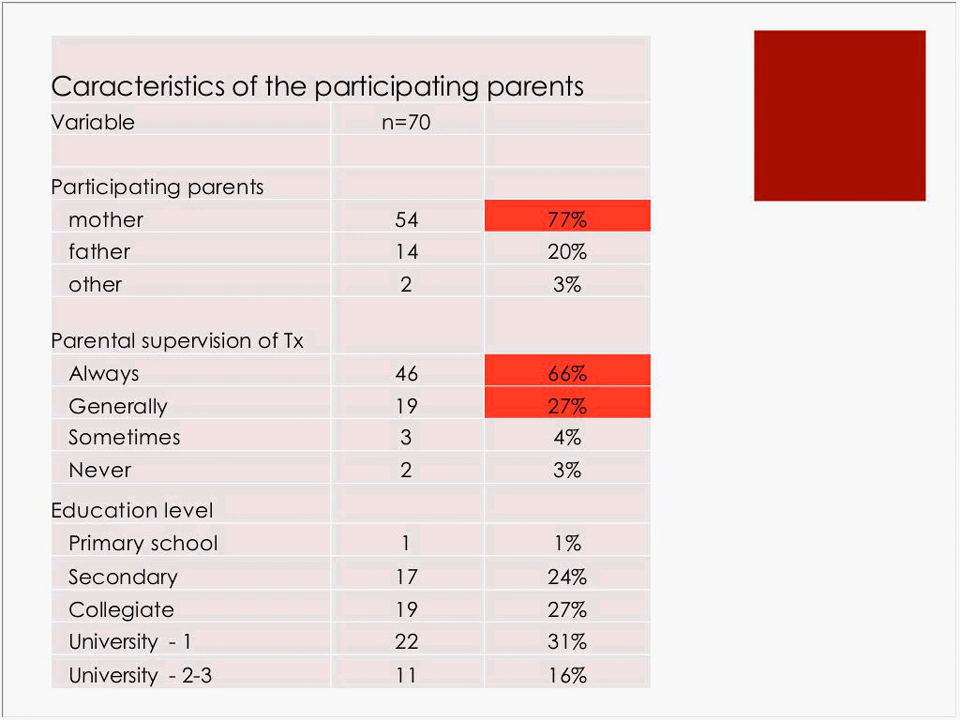 Caracteristics of the participating parents
Variable n=70
Participating parents
mother 54 77%
father 14 20%
other 2 3%
Parental supervision of Tx
Always 46 66%
Generally 19 27%
Sometimes 3 4%
Never 2 3%
Education level
Primary school 1 1%
Secondary 17 24%
Collegiate 19 27%
University - 1 22 31%
University - 2-3 11 16%